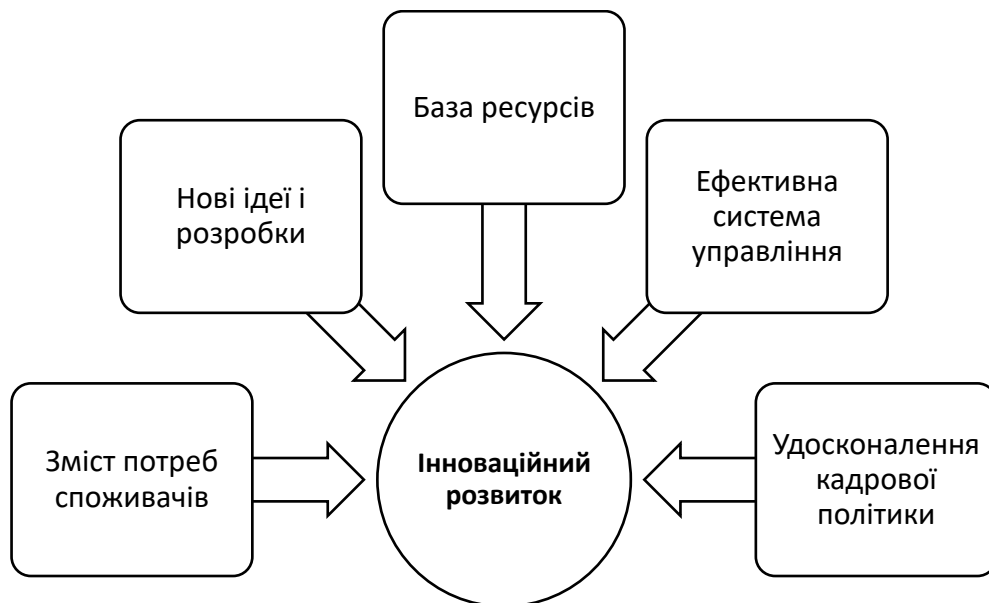 База ресурсів
Нові ідеї і
розробки
Ефективна
система
управління
Зміст потреб
споживачів
Інноваційний
розвиток
Удосконалення
кадрової
політики